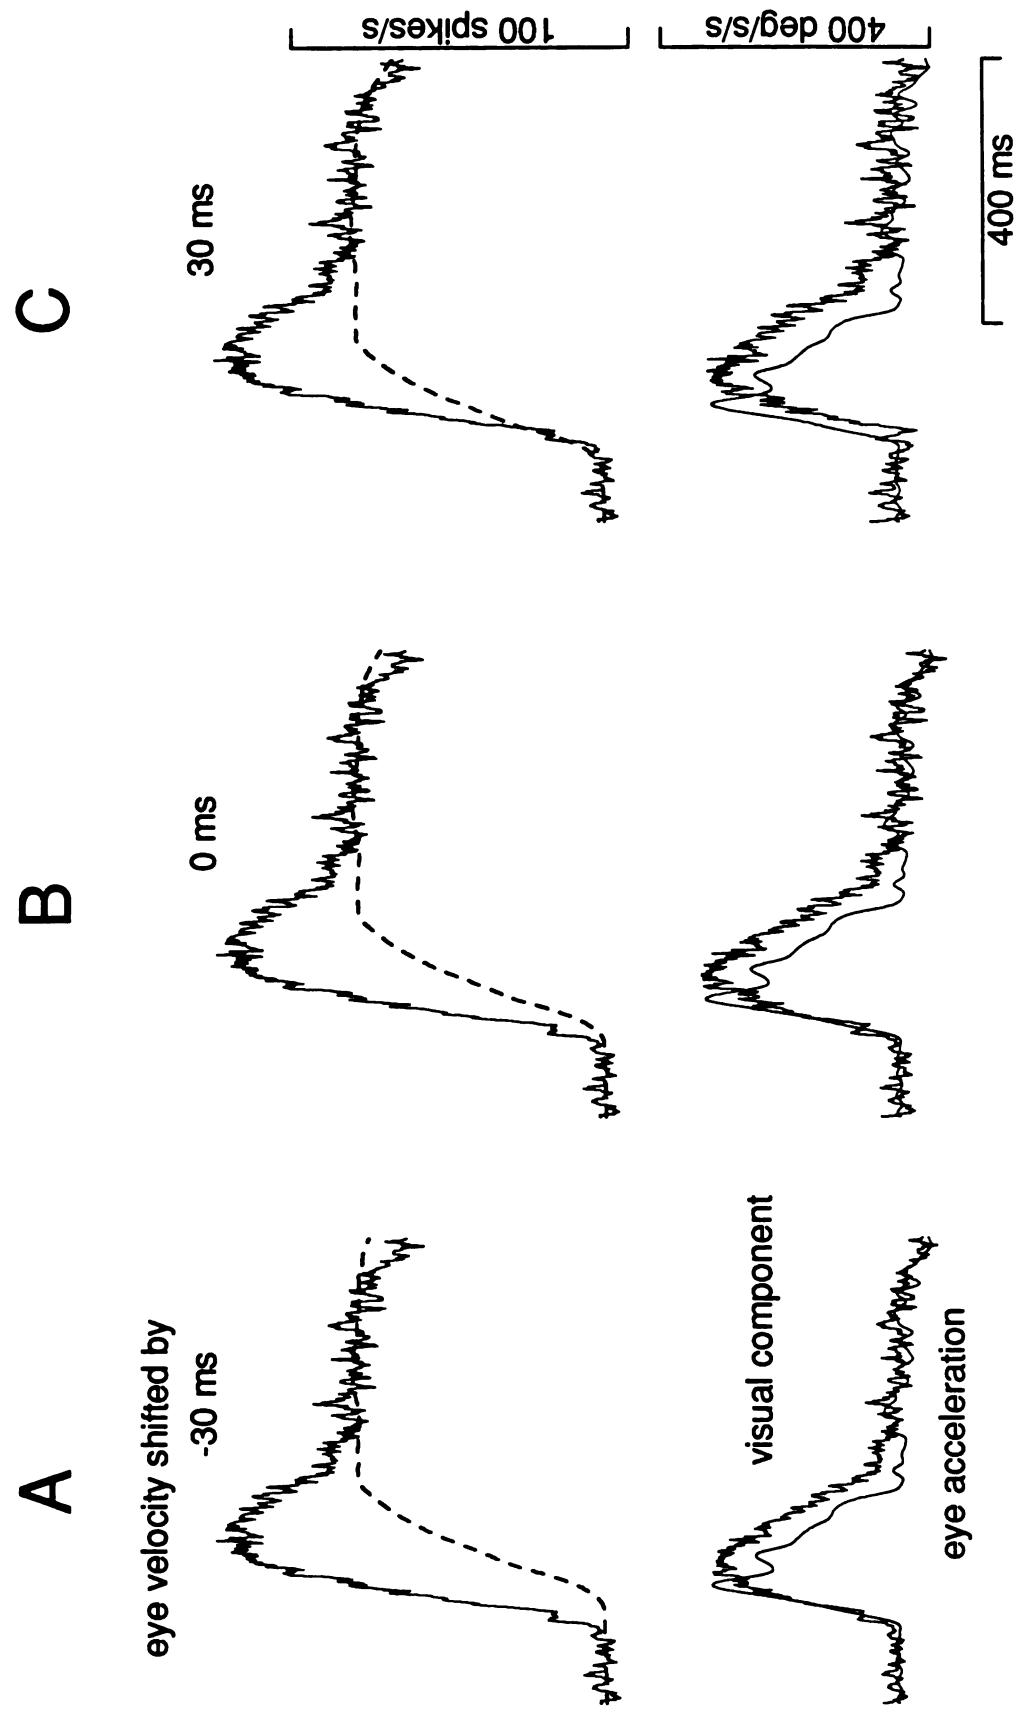 A
B
C
eye velocity shifted by
-30 ms
0 ms
30 ms
100 spikes/s
visual component
eye acceleration
400 deg/s/s
400 ms